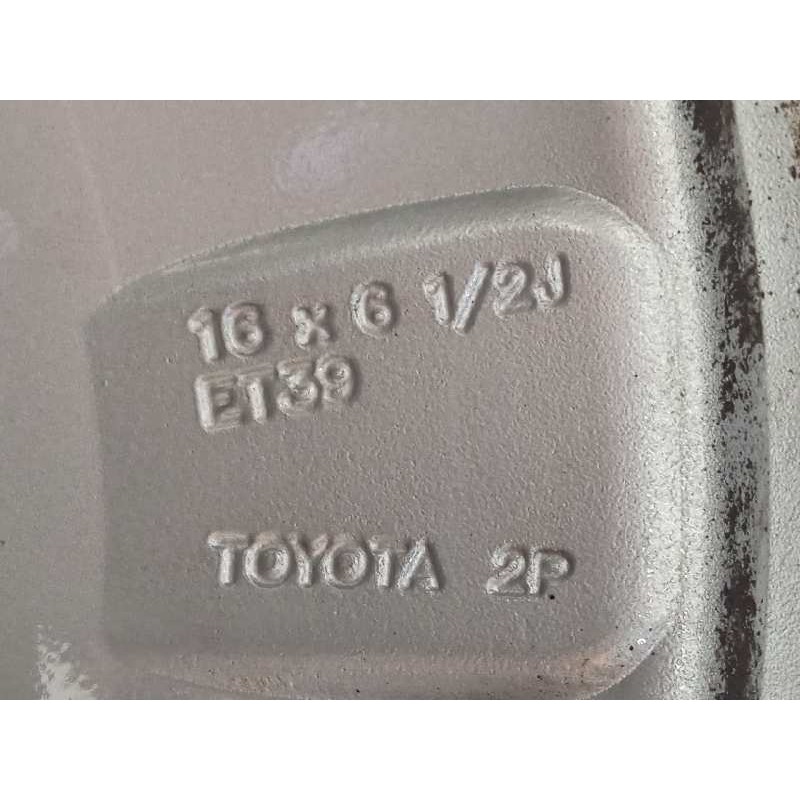 16 x 6 1/2J
ET39
TOYOTA 2P